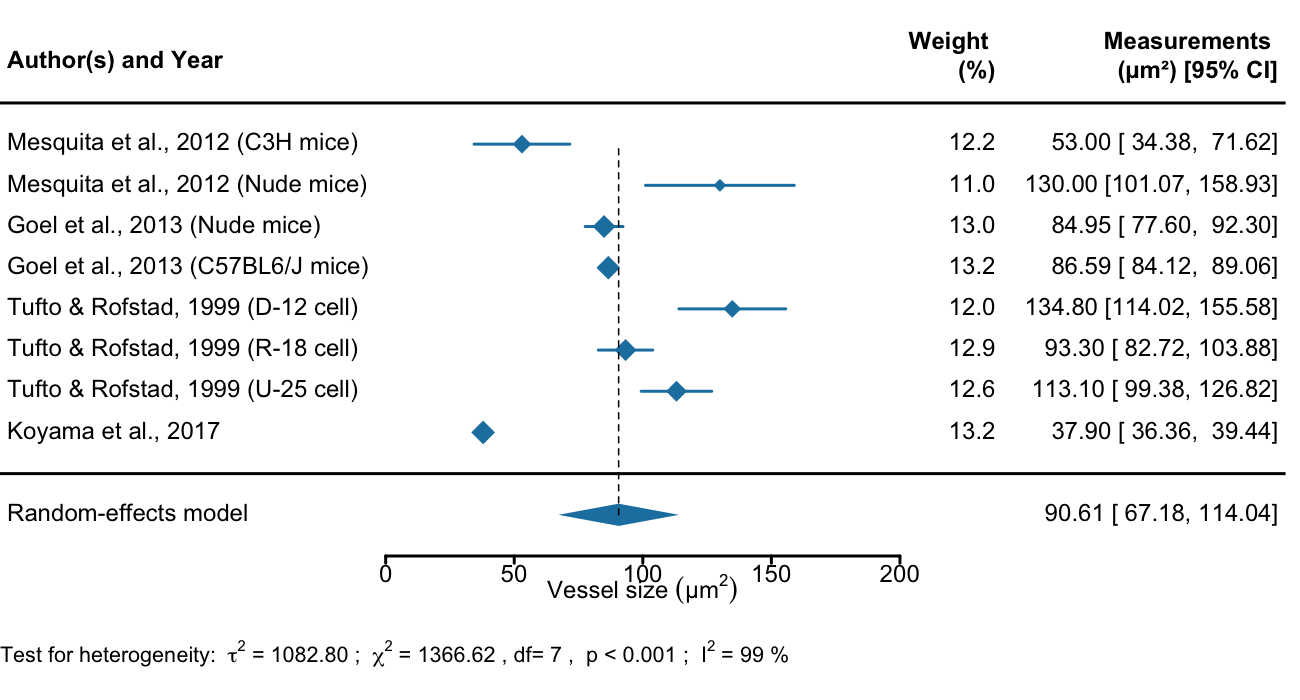 Author(s) and Year Weight (%) Measurements (µm²) [95% CI]
Mesquita et al., 2012 (C3H mice) 12.2 53.00 [ 34.38, 71.62]
Mesquita et al., 2012 (Nude mice) 11.0 130.00 [101.07, 158.93]
Goel et al., 2013 (Nude mice) 13.0 84.95 [ 77.60, 92.30]
Goel et al., 2013 (C57BL6/J mice) 13.2 86.59 [ 84.12, 89.06]
Tufto & Rofstad, 1999 (D-12 cell) 12.0 134.80 [114.02, 155.58]
Tufto & Rofstad, 1999 (R-18 cell) 12.9 93.30 [ 82.72, 103.88]
Tufto & Rofstad, 1999 (U-25 cell) 12.6 113.10 [ 99.38, 126.82]
Koyama et al., 2017 13.2 37.90 [ 36.36, 39.44]
Random-effects model 90.61 [ 67.18, 114.04]
0 50 100 150 200
Vessel size (µm²)
Test for heterogeneity: τ² = 1082.80 ; χ² = 1366.62 , df= 7 , p < 0.001 ; I² = 99 %